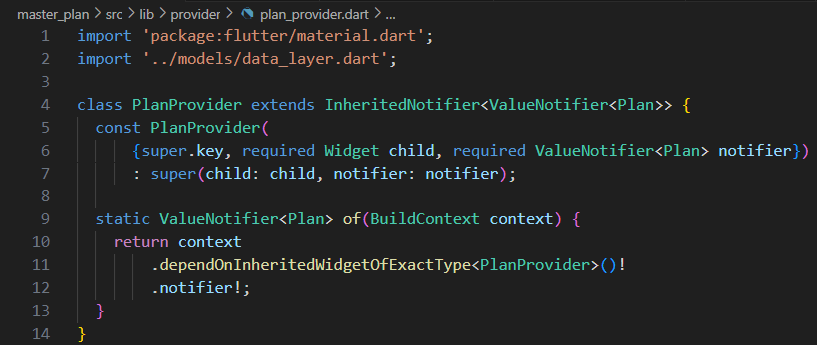 master_plan > src > lib > provider > plan_provider.dart > ...
1 import 'package:flutter/material.dart';
2 import '../models/data_layer.dart';
3
4 class PlanProvider extends InheritedNotifier<ValueNotifier<Plan>> {
5   const PlanProvider(
6       {super.key, required Widget child, required ValueNotifier<Plan> notifier})
7       : super(child: child, notifier: notifier);
8
9   static ValueNotifier<Plan> of(BuildContext context) {
10     return context
11         .dependOnInheritedWidgetOfExactType<PlanProvider>()!
12         .notifier!;
13   }
14 }